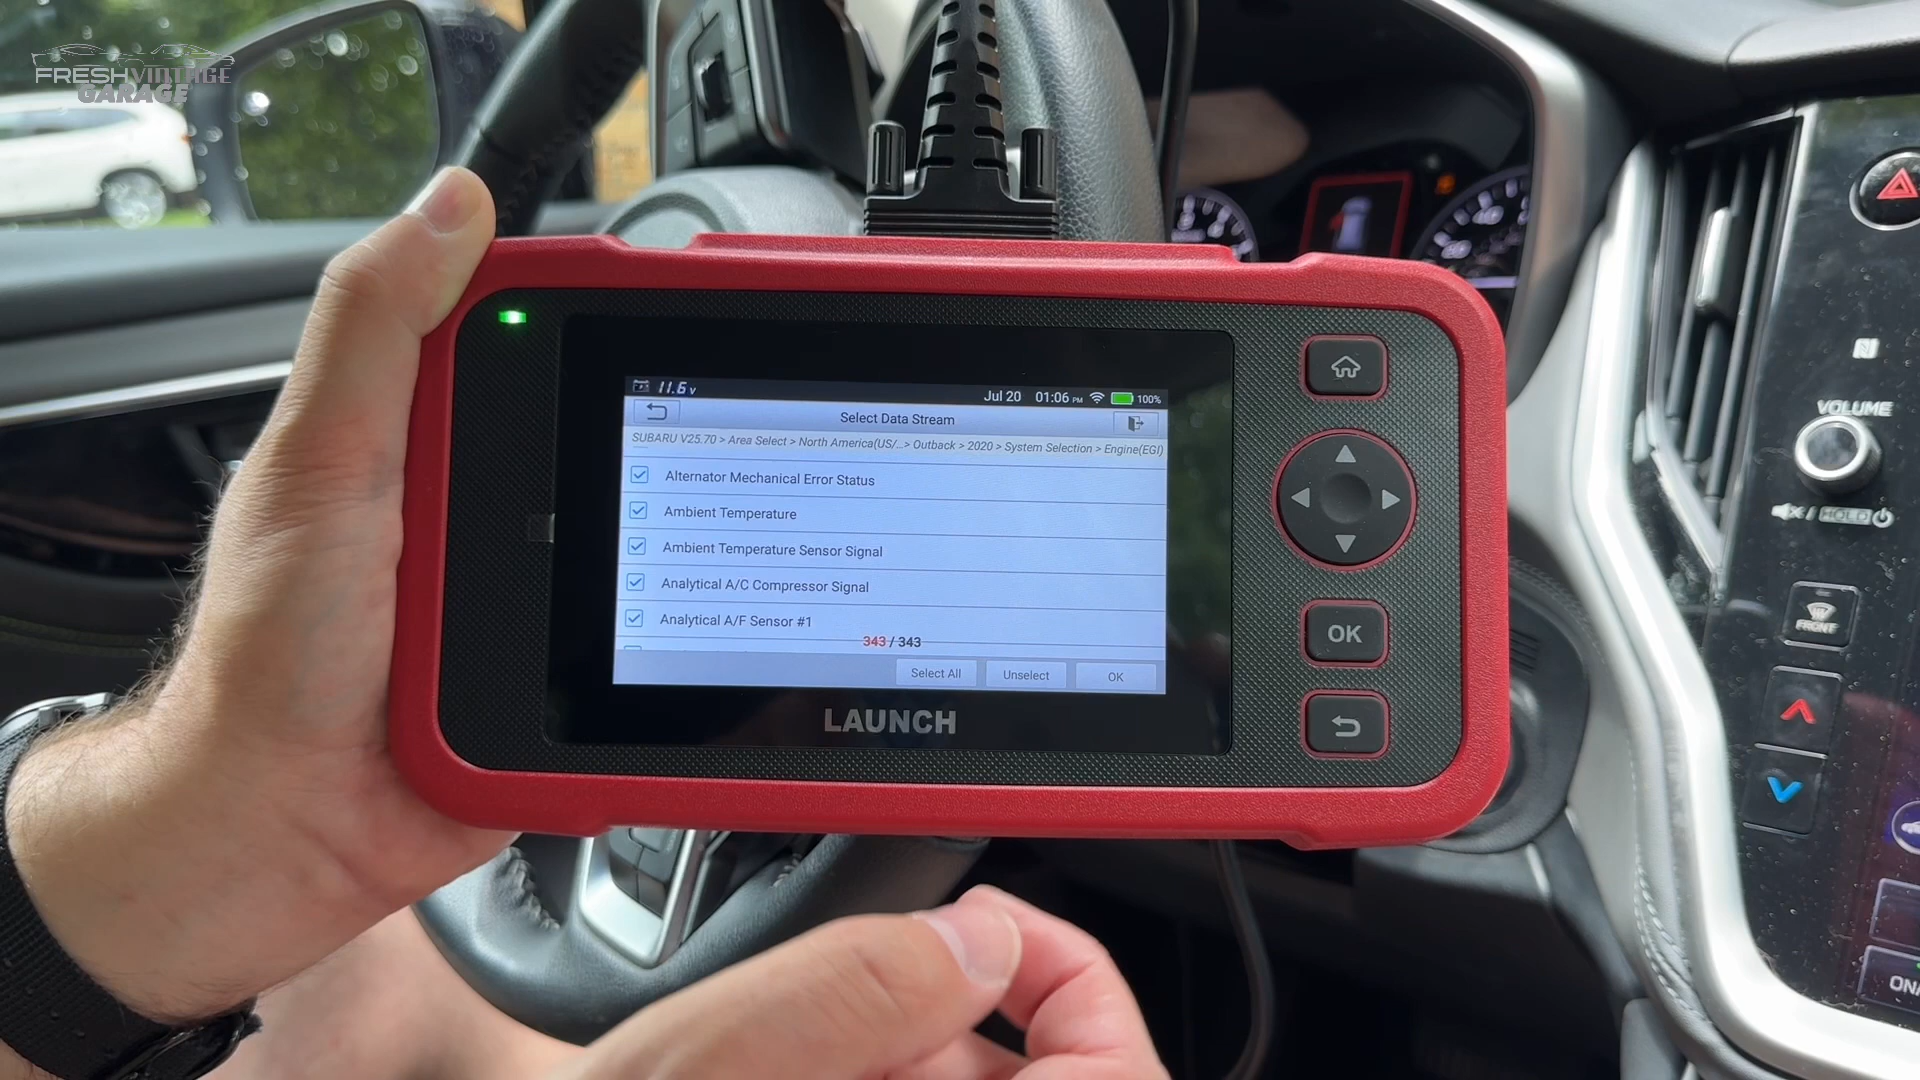 FRESHVINTAGE
GARAGE
11.6 v
Jul 20 01:06 PM 100%
Select Data Stream
SUBARU V25.70 > Area Select > North America(US/...> Outback > 2020 > System Selection > Engine(EGI)
Alternator Mechanical Error Status
Ambient Temperature
Ambient Temperature Sensor Signal
Analytical A/C Compressor Signal
Analytical A/F Sensor #1
343 / 343
Select All Unselect OK
LAUNCH
OK
VOLUME
/ HOLD
FRONT